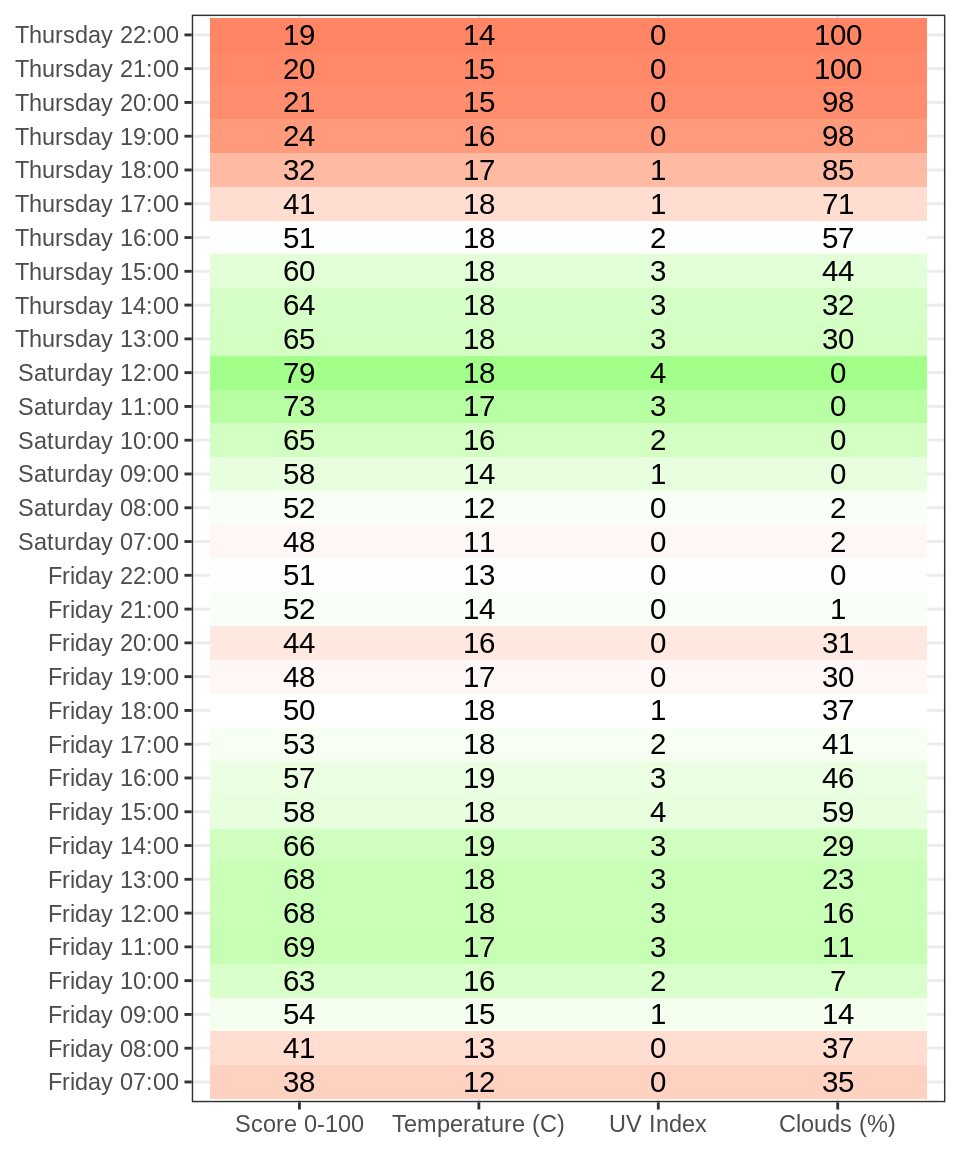 Thursday 22:00 19 14 0 100
Thursday 21:00 20 15 0 100
Thursday 20:00 21 15 0 98
Thursday 19:00 24 16 0 98
Thursday 18:00 32 17 1 85
Thursday 17:00 41 18 1 71
Thursday 16:00 51 18 2 57
Thursday 15:00 60 18 3 44
Thursday 14:00 64 18 3 32
Thursday 13:00 65 18 3 30
Saturday 12:00 79 18 4 0
Saturday 11:00 73 17 3 0
Saturday 10:00 65 16 2 0
Saturday 09:00 58 14 1 0
Saturday 08:00 52 12 0 2
Saturday 07:00 48 11 0 2
Friday 22:00 51 13 0 0
Friday 21:00 52 14 0 1
Friday 20:00 44 16 0 31
Friday 19:00 48 17 0 30
Friday 18:00 50 18 1 37
Friday 17:00 53 18 2 41
Friday 16:00 57 19 3 46
Friday 15:00 58 18 4 59
Friday 14:00 66 19 3 29
Friday 13:00 68 18 3 23
Friday 12:00 68 18 3 16
Friday 11:00 69 17 3 11
Friday 10:00 63 16 2 7
Friday 09:00 54 15 1 14
Friday 08:00 41 13 0 37
Friday 07:00 38 12 0 35
Score 0-100 Temperature (C) UV Index Clouds (%)